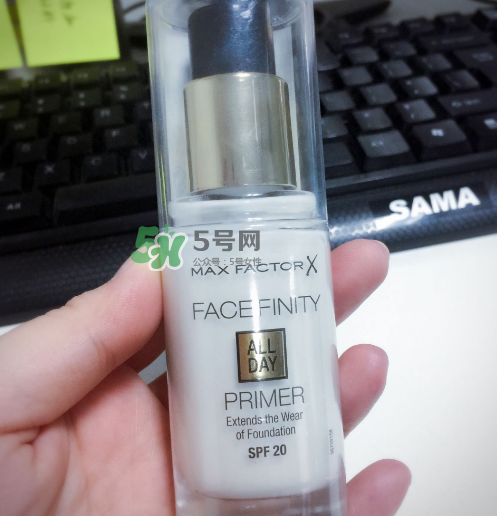 SAMA
5X 5号网
公众号:5号女性
MAX FACTOR X
FACEFINITY
ALL
DAY
PRIMER
Extends the Wear
of Foundation
SPF 20